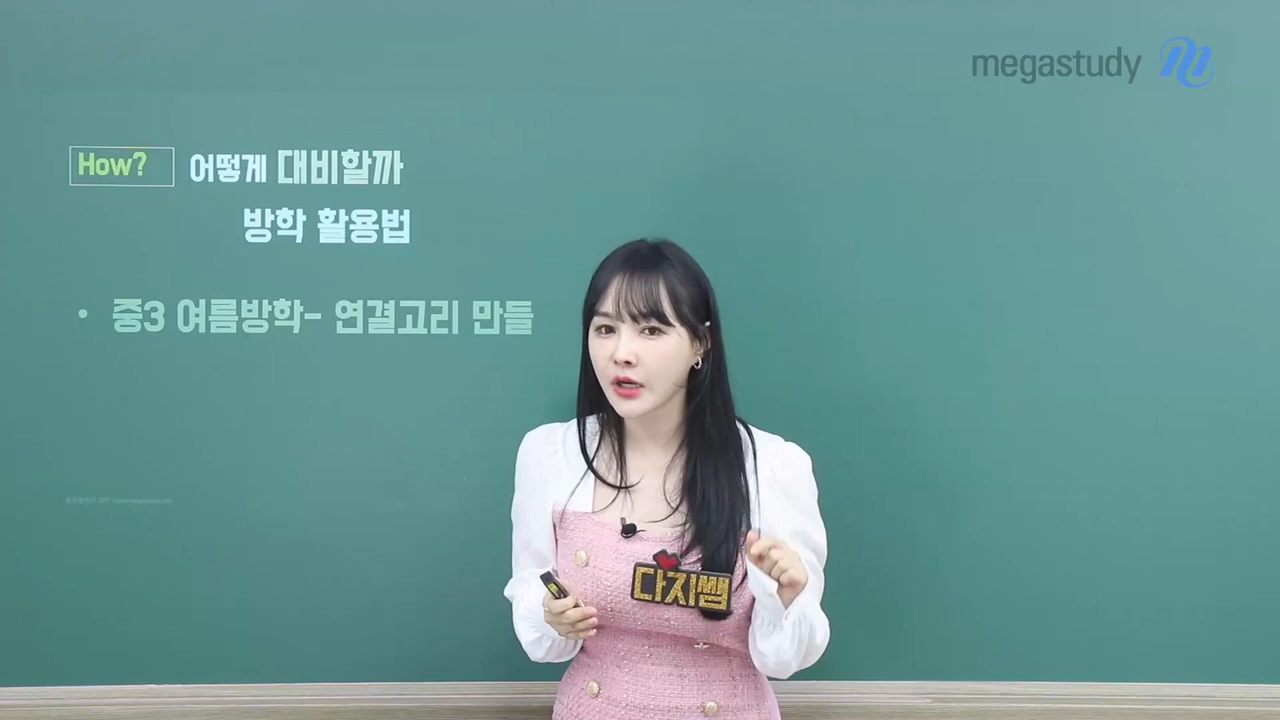 megastudy
How? 어떻게 대비할까
방학 활용법
• 중3 여름방학- 연결고리 만들
다지쌤